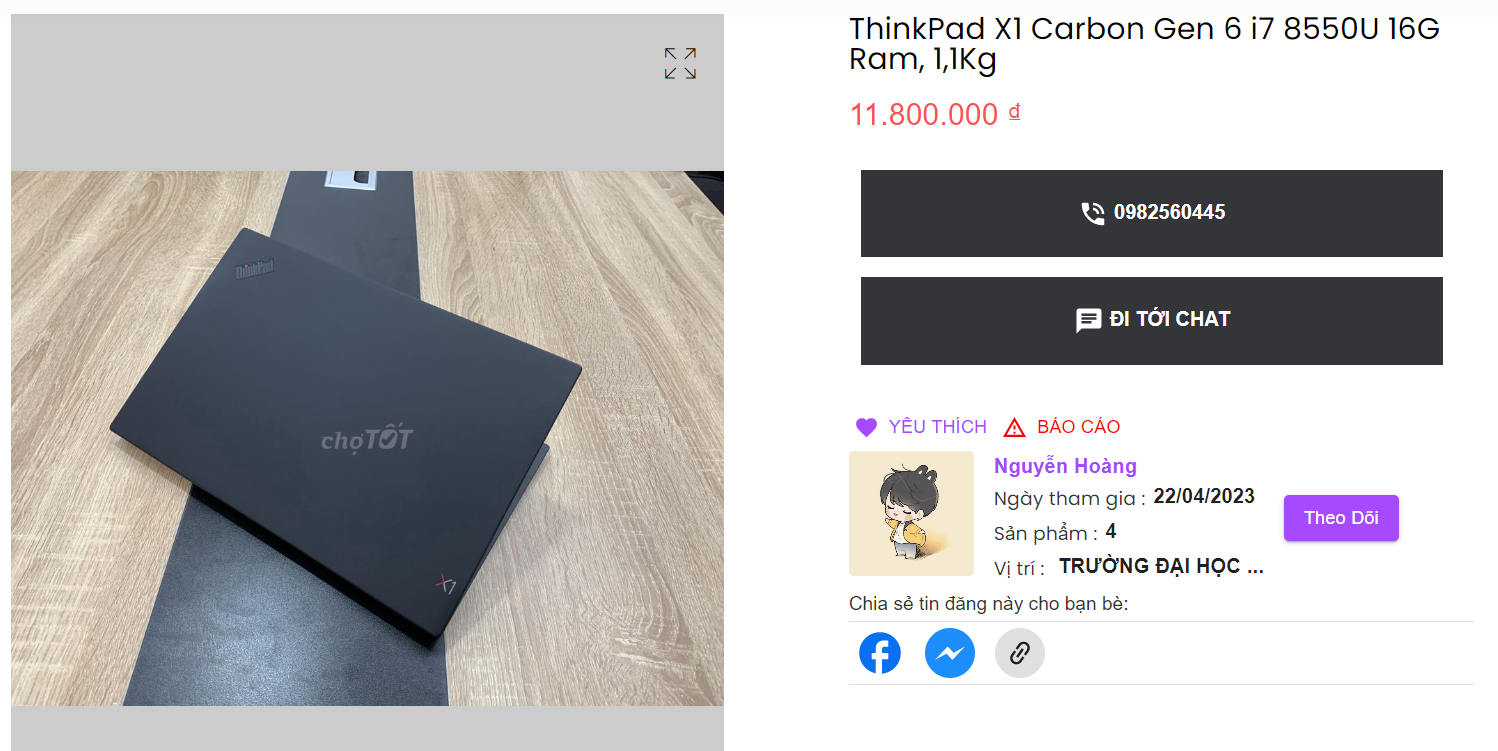 ThinkPad X1 Carbon Gen 6 i7 8550U 16G
Ram, 1,1Kg
11.800.000 ₫
0982560445
ĐI TỚI CHAT
YÊU THÍCH BÁO CÁO
Nguyễn Hoàng
Ngày tham gia : 22/04/2023
Sản phẩm : 4
Vị trí : TRƯỜNG ĐẠI HỌC ...
Theo Dõi
Chia sẻ tin đăng này cho bạn bè:
ThinkPad
chợTỐT
X1